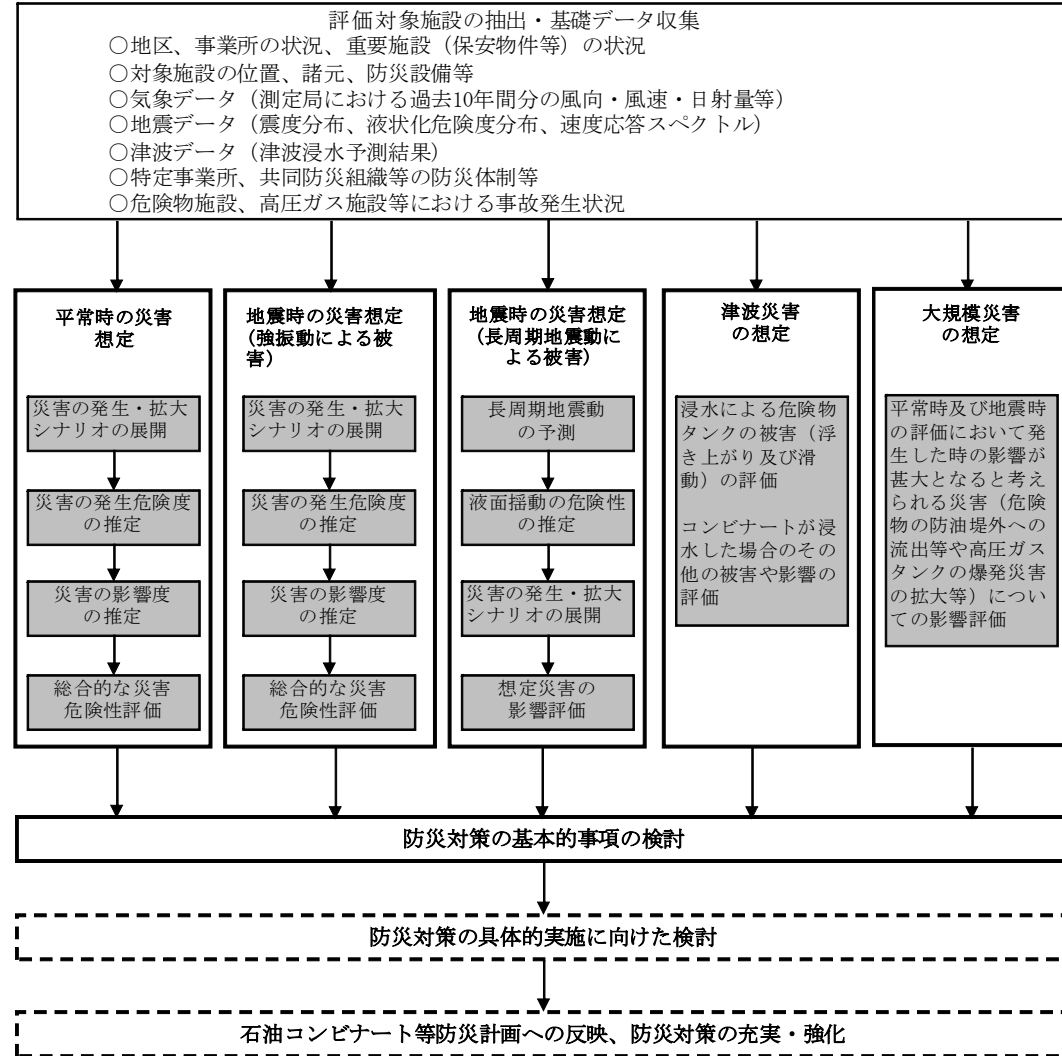 評価対象施設の抽出・基礎データ収集
○地区、事業所の状況、重要施設（保安物件等）の状況
○対象施設の位置、諸元、防災設備等
○気象データ（測定局における過去10年間分の風向・風速・日射量等）
○地震データ（震度分布、液状化危険度分布、速度応答スペクトル）
○津波データ（津波浸水予測結果）
○特定事業所、共同防災組織等の防災体制等
○危険物施設、高圧ガス施設等における事故発生状況
平常時の災害
想定
災害の発生・拡大
シナリオの展開
災害の発生危険度
の推定
災害の影響度
の推定
総合的な災害
危険性評価
地震時の災害想定
(強振動による被
害)
災害の発生・拡大
シナリオの展開
災害の発生危険度
の推定
災害の影響度
の推定
総合的な災害
危険性評価
地震時の災害想定
(長周期地震動に
よる被害)
長周期地震動
の予測
液面揺動の危険性
の推定
災害の発生・拡大
シナリオの展開
想定災害の
影響評価
津波災害
の想定
浸水による危険物
タンクの被害（浮
き上がり及び滑
動）の評価
コンビナートが浸
水した場合のその
他の被害や影響の
評価
大規模災害
の想定
平常時及び地震時
の評価において発
生した時の影響が
甚大となると考え
られる災害（危険
物の防油堤外への
流出等や高圧ガス
タンクの爆発災害
の拡大等）につい
ての影響評価
防災対策の基本的事項の検討
防災対策の具体的実施に向けた検討
石油コンビナート等防災計画への反映、防災対策の充実・強化